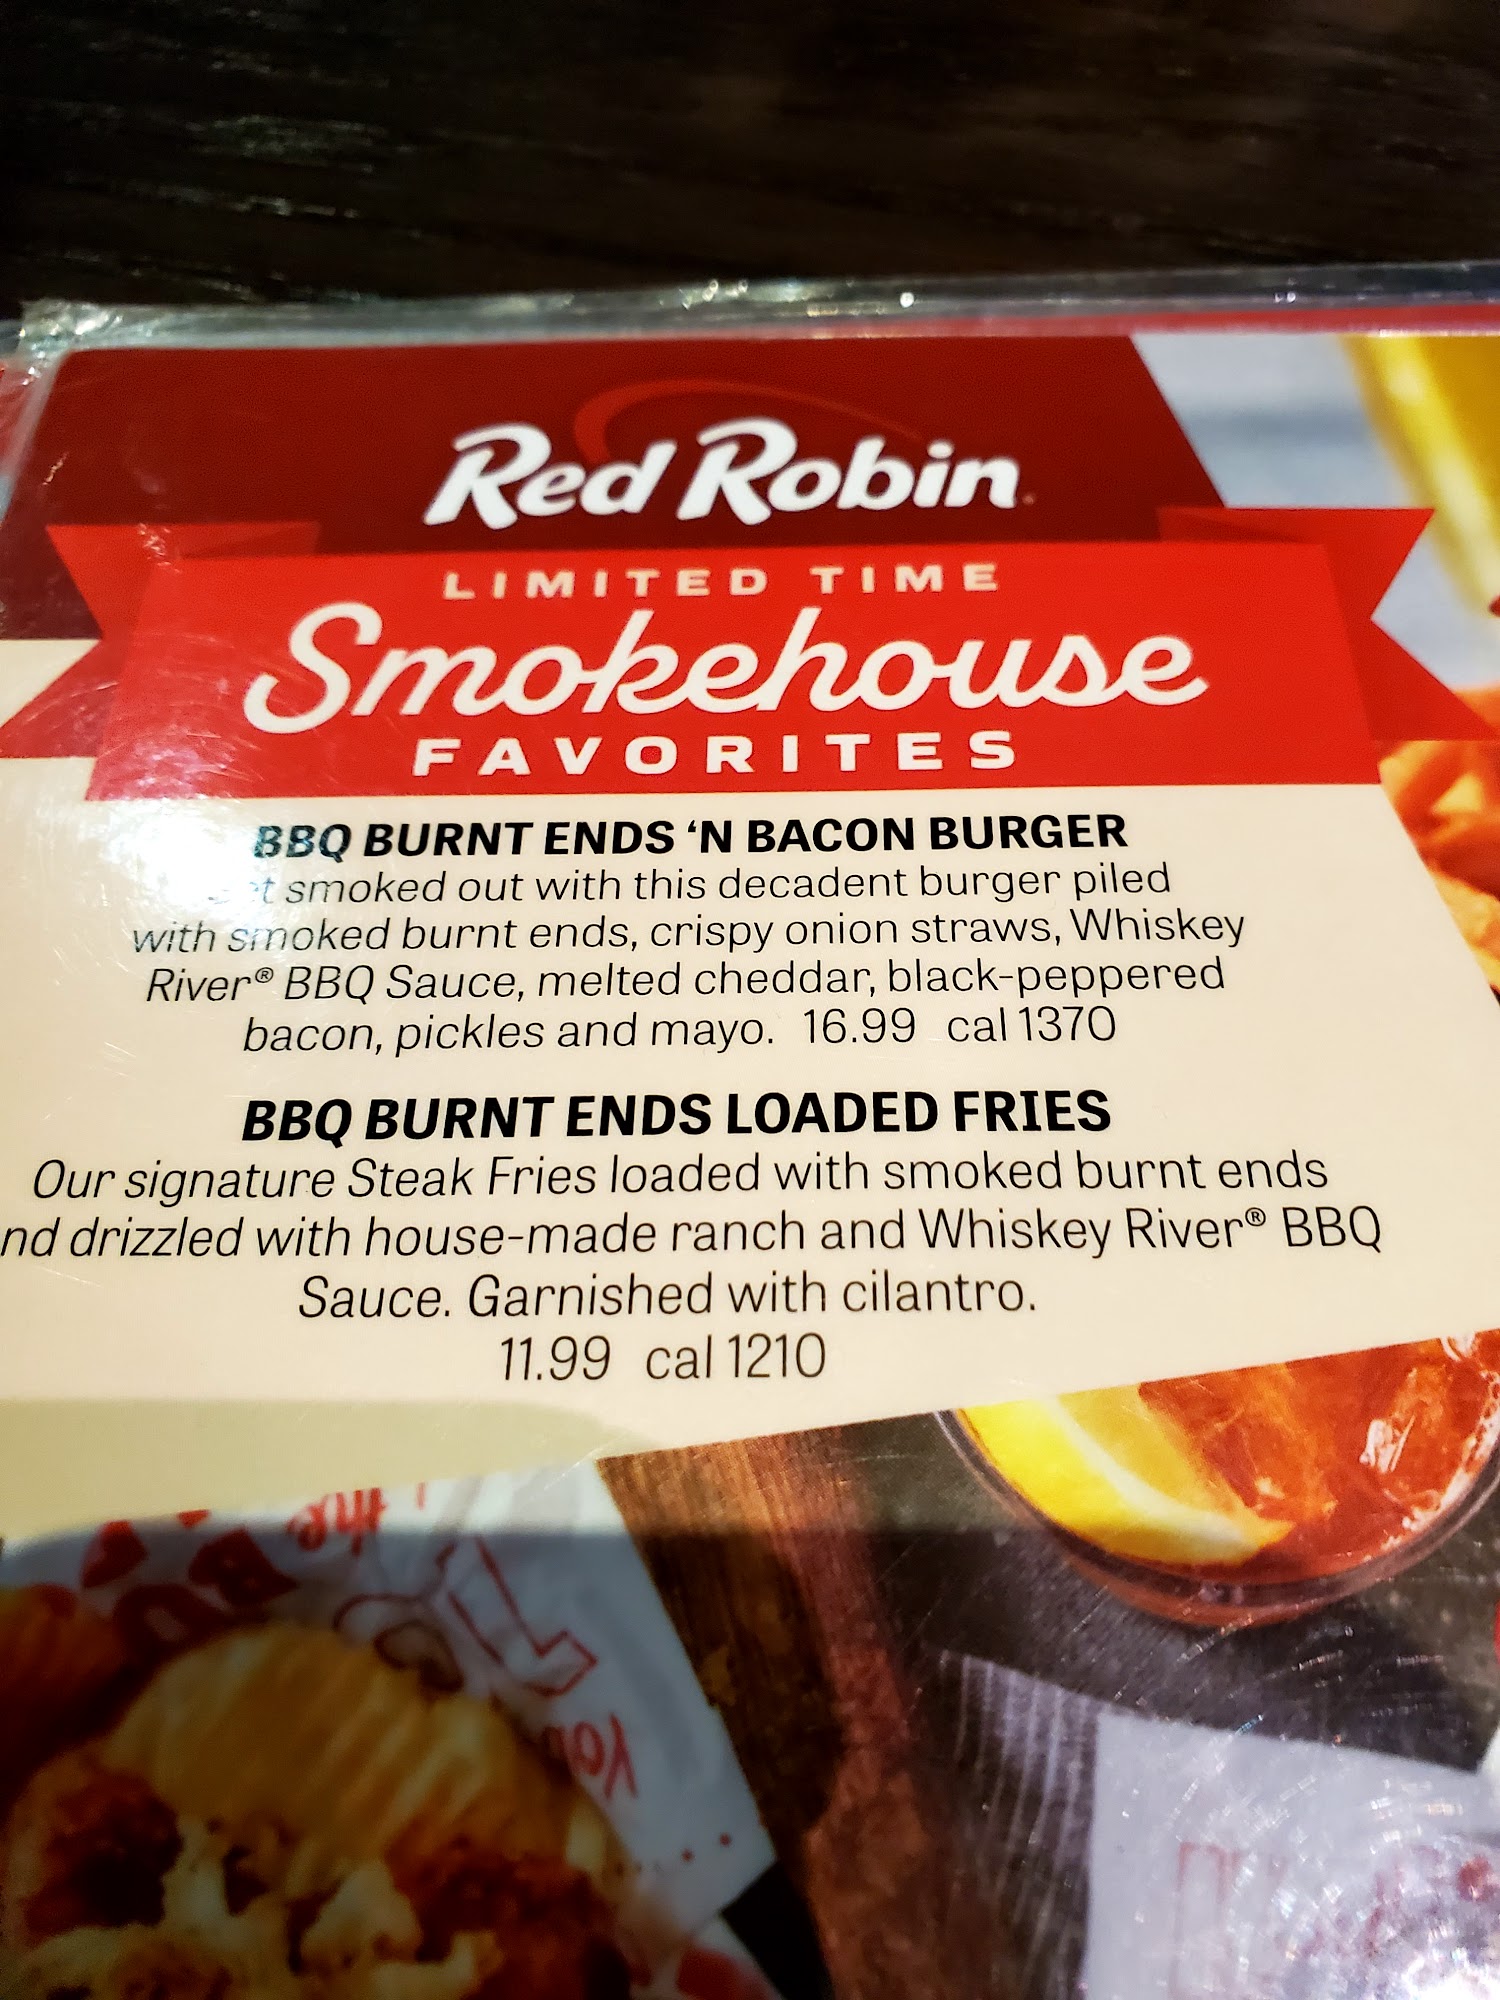 Red Robin
LIMITED TIME
Smokehouse
FAVORITES
BBQ BURNT ENDS ‘N BACON BURGER
smoked out with this decadent burger piled
with smoked burnt ends, crispy onion straws, Whiskey
River® BBQ Sauce, melted cheddar, black-peppered
bacon, pickles and mayo. 16.99 cal 1370
BBQ BURNT ENDS LOADED FRIES
Our signature Steak Fries loaded with smoked burnt ends
nd drizzled with house-made ranch and Whiskey River® BBQ
Sauce. Garnished with cilantro.
11.99 cal 1210
the